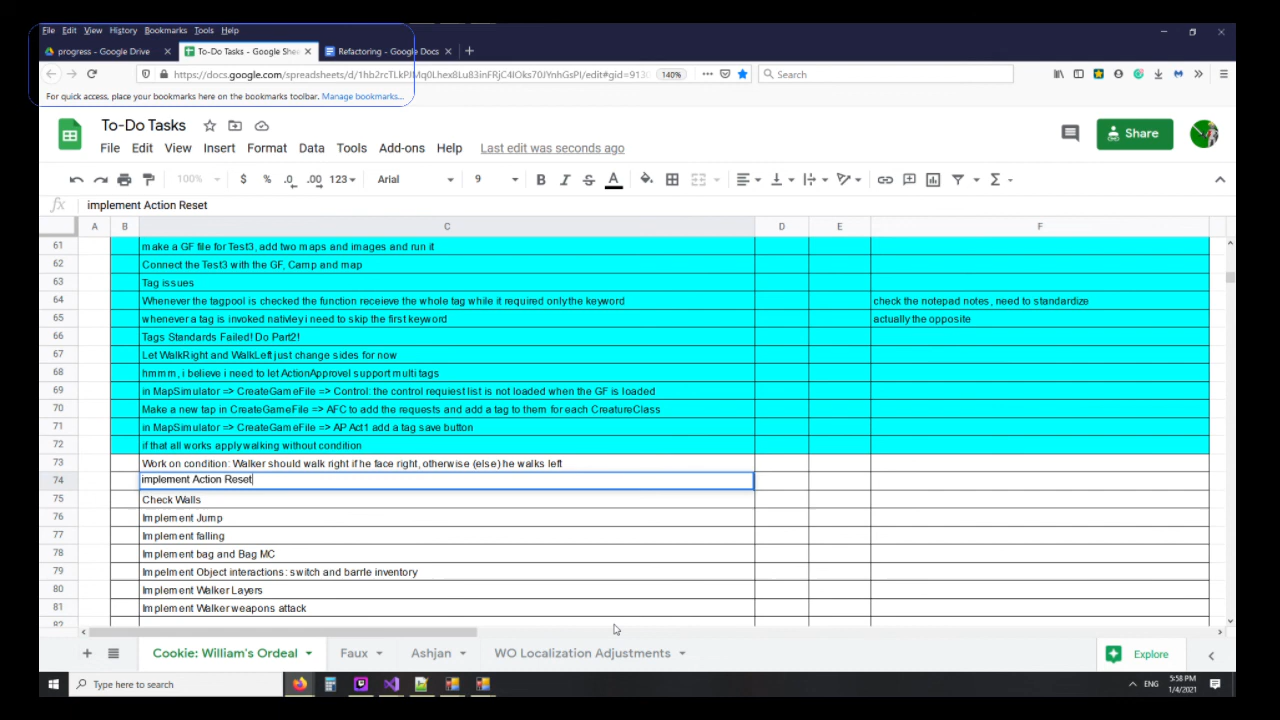 File Edit View History Bookmarks Tools Help
progress - Google Drive × To-Do Tasks - Google She × Refactoring - Google Docs × +
140% Search
For quick access, place your bookmarks here on the bookmarks toolbar. Manage bookmarks...
To-Do Tasks
Share
File Edit View Insert Format Data Tools Add-ons Help Last edit was seconds ago
100% $ % .0 .00 123 Arial 9 B I S A
fx implement Action Reset
A B C D E F
61 make a GF file for Test3, add two maps and images and run it
62 Connect the Test3 with the GF, Camp and map
63 Tag issues
64 Whenever the tagpool is checked the function receieve the whole tag while it required only the keyword check the notepad notes, need to standardize
65 whenever a tag is invoked nativley i need to skip the first keyword actually the opposite
66 Tags Standards Failed! Do Part2!
67 Let WalkRight and WalkLeft just change sides for now
68 hmmm, i believe i need to let ActionApprovel support multi tags
69 in MapSimulator => CreateGameFile => Control: the control requiest list is not loaded when the GF is loaded
70 Make a new tap in CreateGameFile => AFC to add the requests and add a tag to them for each CreatureClass
71 in MapSimulator => CreateGameFile => AP Act1 add a tag save button
72 if that all works apply walking without condition
73 Work on condition: Walker should walk right if he face right, otherwise (else) he walks left
74 implement Action Reset
75 Check Walls
76 Implement Jump
77 Implement falling
78 Implement bag and Bag MC
79 Impelment Object interactions: switch and barrle inventory
80 Implement Walker Layers
81 Implement Walker weapons attack
82
Cookie: William's Ordeal Faux Ashjan WO Localization Adjustments Explore
Type here to search ENG 5:58 PM
1/4/2021